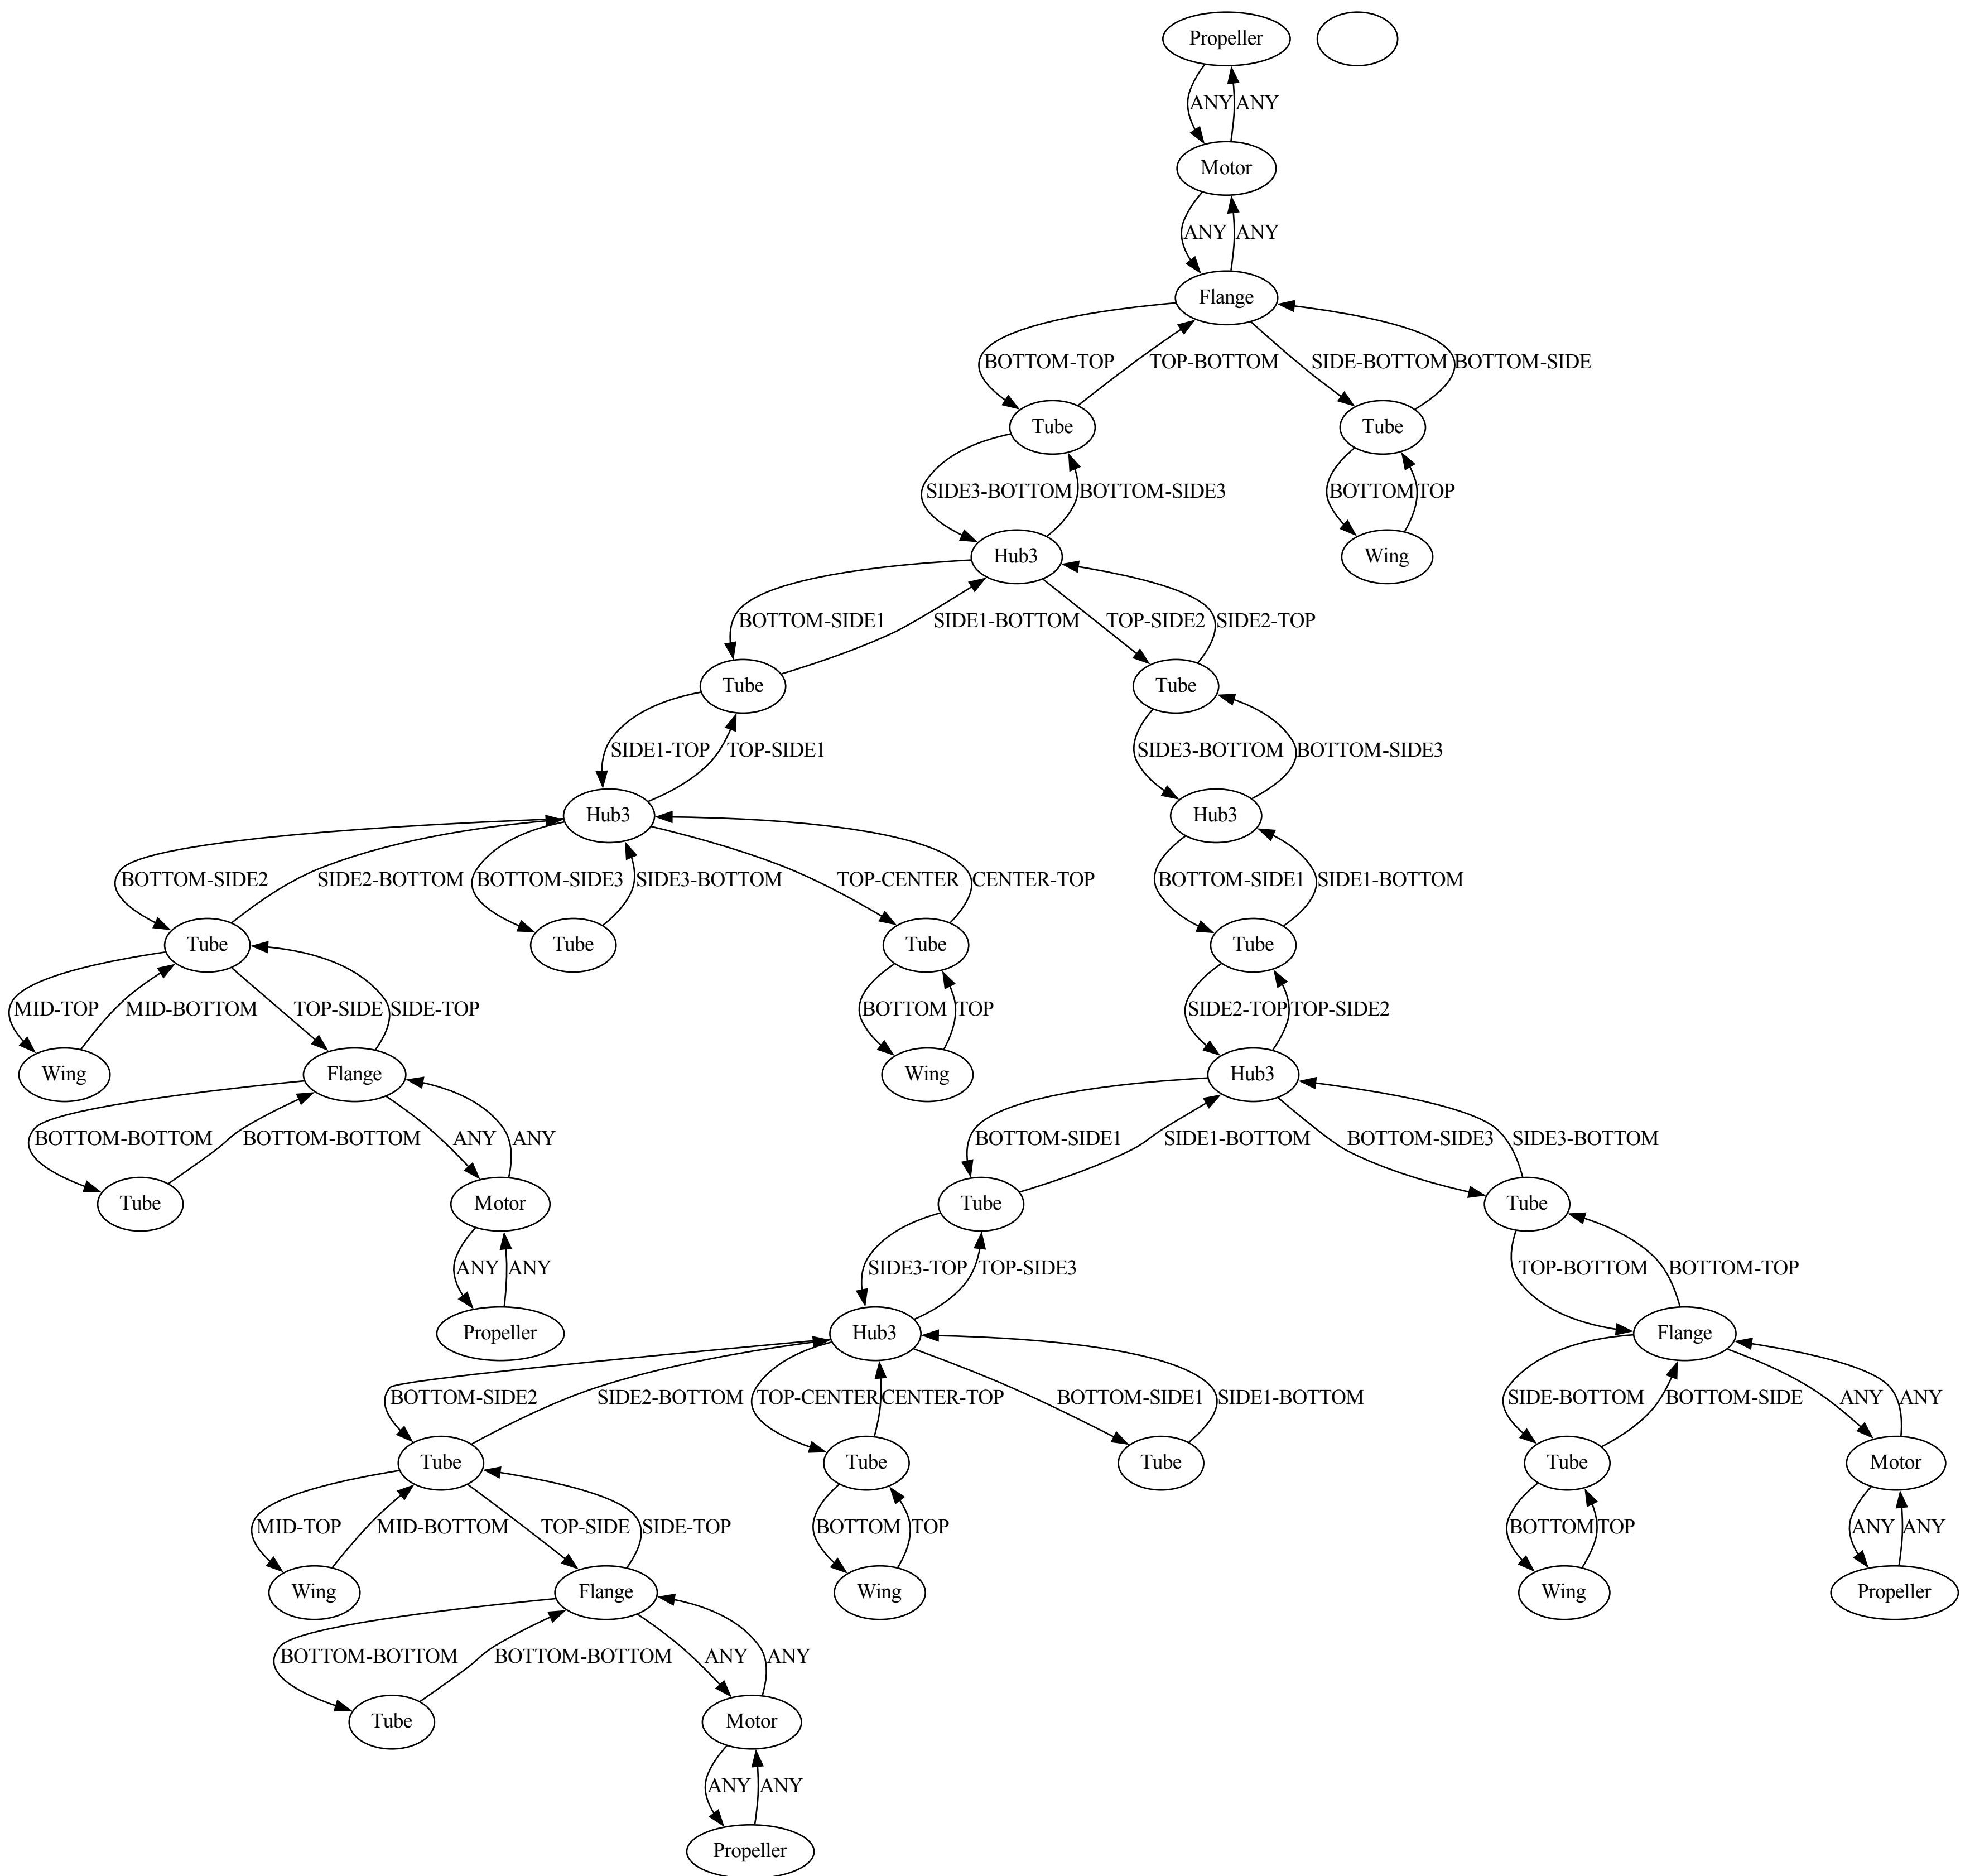 Propeller
ANY ANY
Motor
ANY ANY
Flange
BOTTOM-TOP TOP-BOTTOM SIDE-BOTTOM BOTTOM-SIDE
Tube Tube
SIDE3-BOTTOM BOTTOM-SIDE3 BOTTOM TOP
Hub3 Wing
BOTTOM-SIDE1 SIDE1-BOTTOM TOP-SIDE2 SIDE2-TOP
Tube Tube
SIDE1-TOP TOP-SIDE1 SIDE3-BOTTOM BOTTOM-SIDE3
Hub3 Hub3
BOTTOM-SIDE2 SIDE2-BOTTOM BOTTOM-SIDE3 SIDE3-BOTTOM TOP-CENTER CENTER-TOP BOTTOM-SIDE1 SIDE1-BOTTOM
Tube Tube Tube Tube
MID-TOP MID-BOTTOM TOP-SIDE SIDE-TOP BOTTOM TOP SIDE2-TOP TOP-SIDE2
Wing Flange Wing Hub3
BOTTOM-BOTTOM BOTTOM-BOTTOM ANY ANY BOTTOM-SIDE1 SIDE1-BOTTOM BOTTOM-SIDE3 SIDE3-BOTTOM
Tube Motor Tube Tube
ANY ANY SIDE3-TOP TOP-SIDE3 TOP-BOTTOM BOTTOM-TOP
Propeller Hub3 Flange
BOTTOM-SIDE2 SIDE2-BOTTOM TOP-CENTER CENTER-TOP BOTTOM-SIDE1 SIDE1-BOTTOM SIDE-BOTTOM BOTTOM-SIDE ANY ANY
Tube Tube Tube Tube Motor
MID-TOP MID-BOTTOM TOP-SIDE SIDE-TOP BOTTOM TOP BOTTOM TOP ANY ANY
Wing Flange Wing Wing Propeller
BOTTOM-BOTTOM BOTTOM-BOTTOM ANY ANY
Tube Motor
ANY ANY
Propeller